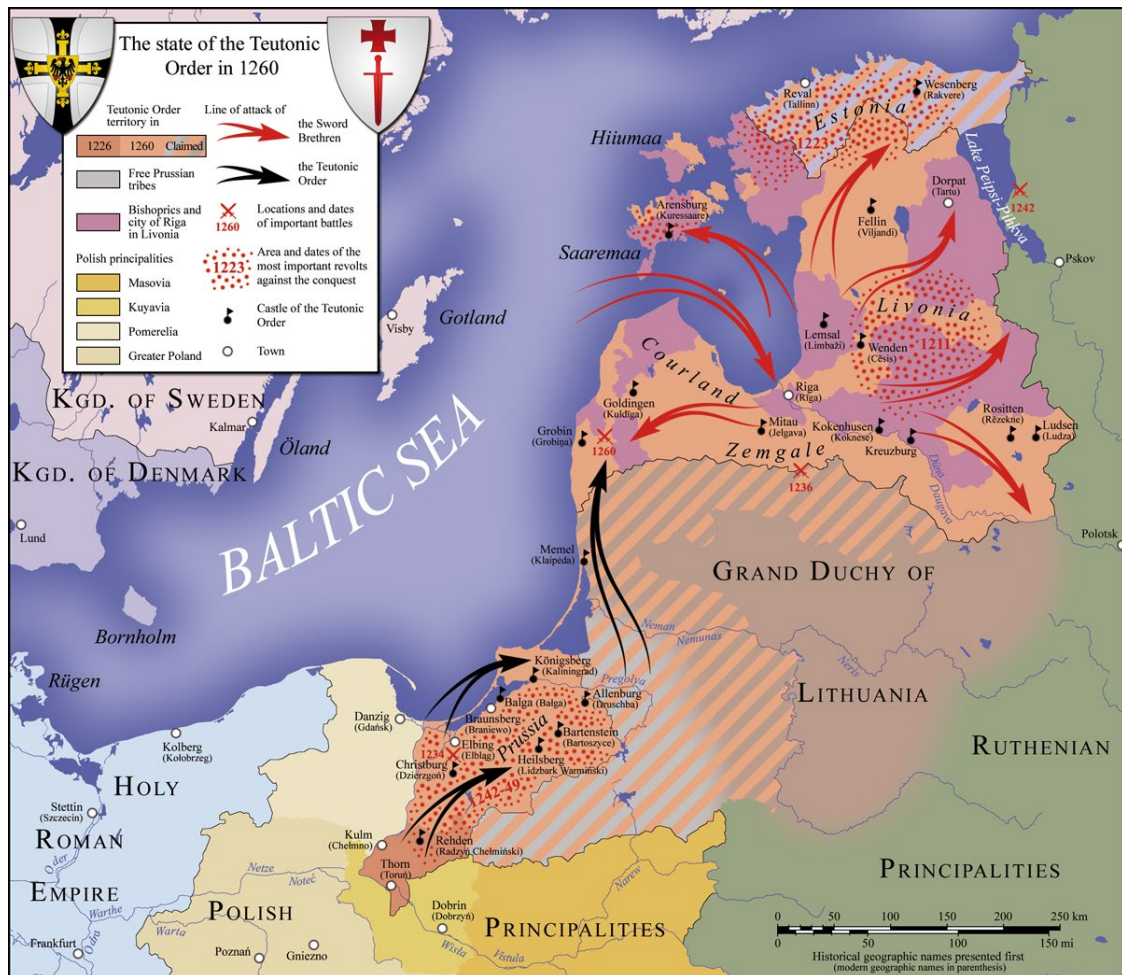 The state of the Teutonic
Order in 1260
Teutonic Order
territory in
1226 1260 Claimed
Free Prussian
tribes
Bishoprics and
city of Riga
in Livonia
Polish principalities
Masovia
Kuyavia
Pomerelia
Greater Poland
Line of attack of
the Sword
Brethren
the Teutonic
Order
1260
Locations and dates
of important battles
1223
Area and dates of the
most important revolts
against the conquest
Castle of the Teutonic
Order
Town
Reval
(Tallinn)
Wesenberg
(Rakvere)
Estonia
1223
Hiiumaa
Lake Peipsi-Pihkva
1242
Dorpat
(Tartu)
Arensburg
(Kuressaare)
Fellin
(Viljandi)
Saaremaa
Pskov
Gotland
Visby
Livonia
1211
Lemsal
(Limbaži)
Wenden
(Cēsis)
Courland
Riga
(Rīga)
Goldingen
(Kuldīga)
KGD. OF SWEDEN
Kalmar
Öland
Grobin
(Grobiņa)
1260
Mitau
(Jelgava)
Kokenhusen
(Koknese)
Kreuzburg
Rositten
(Rēzekne)
Ludsen
(Ludza)
Zemgale
1236
Düna
Daugava
KGD. OF DENMARK
Lund
BALTIC SEA
Polotsk
Memel
(Klaipėda)
GRAND DUCHY OF
LITHUANIA
Neman
Nemunas
Neris
Bornholm
Rügen
Königsberg
(Kaliningrad)
Pregolya
Balga (Bałga)
Allenburg
(Druschba)
Danzig
(Gdańsk)
Braunsberg
(Braniewo)
Prussia
Bartenstein
(Bartoszyce)
Elbing
(Elbląg)
1234
Christburg
(Dzierzgoń)
Heilsberg
(Lidzbark Warmiński)
1242-49
Kolberg
(Kołobrzeg)
HOLY
ROMAN
EMPIRE
Stettin
(Szczecin)
Oder
Odra
RUTHENIAN
PRINCIPALITIES
Kulm
(Chełmno)
Rehden
(Radzyń Chełmiński)
Thorn
(Toruń)
Netze
Noteć
Warthe
Warta
POLISH
PRINCIPALITIES
Dobrin
(Dobrzyń)
Narew
Wisła
Vistula
Frankfurt
Poznań
Gniezno
0 50 100 150 200 250 km
0 50 100 150 mi
Historical geographic names presented first
(modern geographic names in parenthesis)